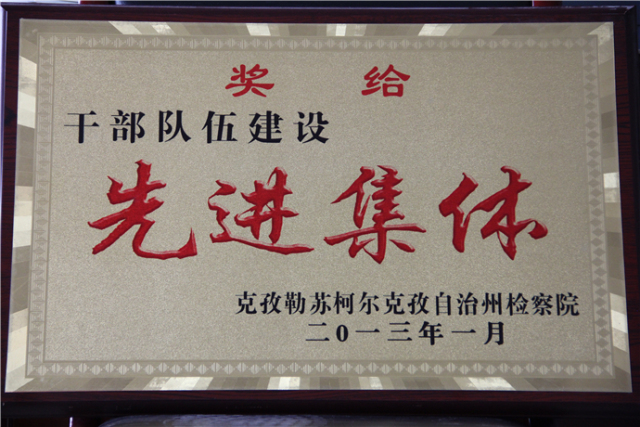 奖给
干部队伍建设
先进集体
克孜勒苏柯尔克孜自治州检察院
二0一三年一月